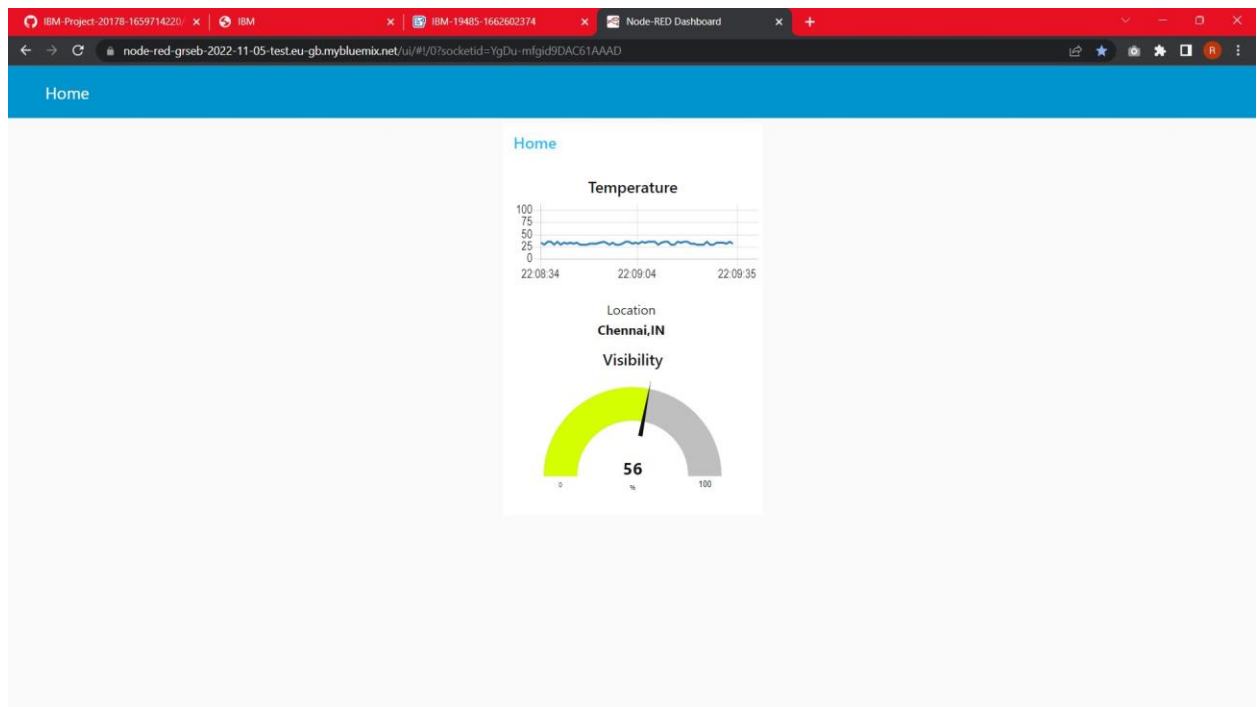 IBM-Project-20178-1659714220/
IBM
IBM-19485-1662602374
Node-RED Dashboard
node-red-grseb-2022-11-05-test.eu-gb.mybluemix.net/ui/#!/0?socketid=YgDu-mfgid9DAC61AAAD
R
Home
Home
Temperature
100
75
50
25
0
22:08:34 22:09:04 22:09:35
Location
Chennai,IN
Visibility
56
0 % 100